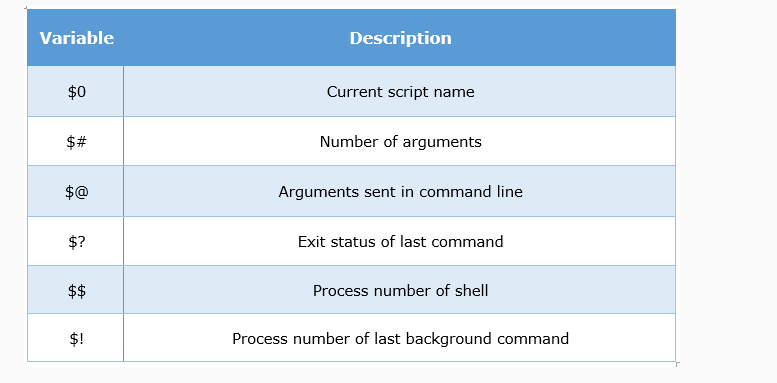 Variable Description
$0 Current script name
$# Number of arguments
$@ Arguments sent in command line
$? Exit status of last command
$$ Process number of shell
$! Process number of last background command